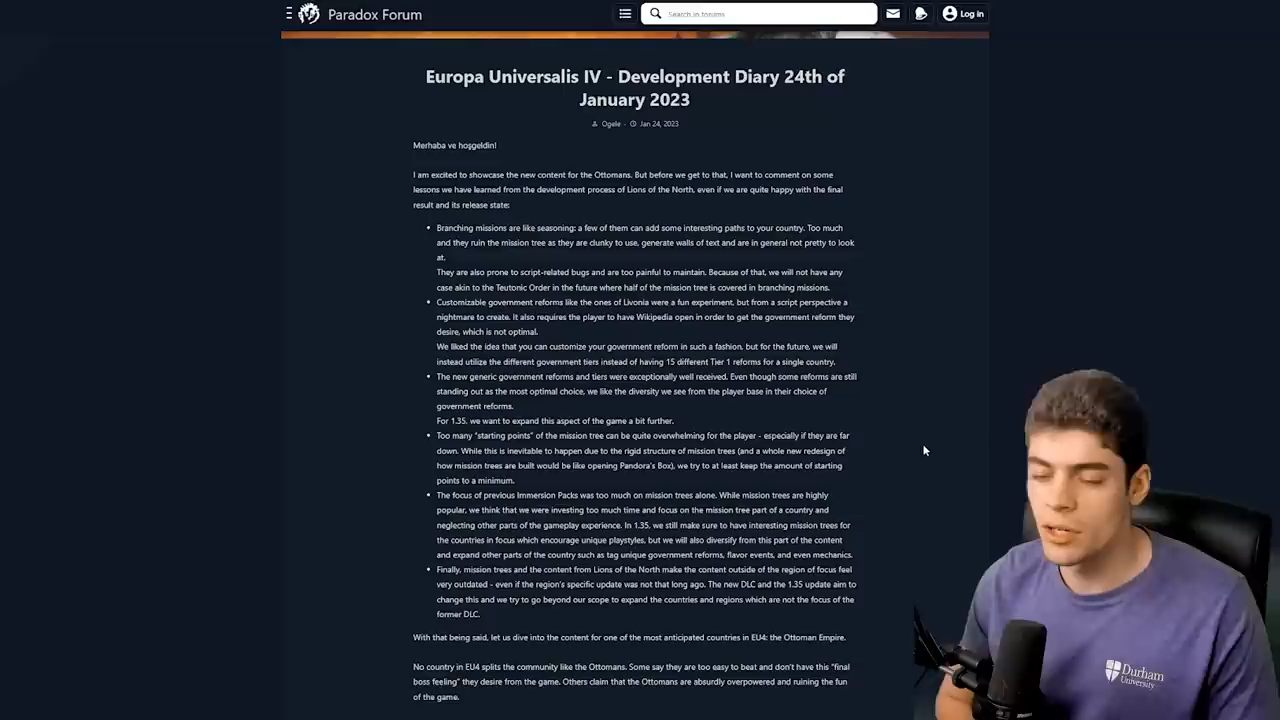 Paradox Forum
Search in forums
Log in
Europa Universalis IV - Development Diary 24th of
January 2023
Ogele - Jan 24, 2023
Merhaba ve hoşgeldin!
I am excited to showcase the new content for the Ottomans. But before we get to that, I want to comment on some
lessons we have learned from the development process of Lions of the North, even if we are quite happy with the final
result and its release state:
• Branching missions are like seasoning: a few of them can add some interesting paths to your country. Too much
and they ruin the mission tree as they are clunky to use, generate walls of text and are in general not pretty to look
at.
They are also prone to script-related bugs and are too painful to maintain. Because of that, we will not have any
case akin to the Teutonic Order in the future where half of the mission tree is covered in branching missions.
• Customizable government reforms like the ones of Livonia were a fun experiment, but from a script perspective a
nightmare to create. It also requires the player to have Wikipedia open in order to get the government reform they
desire, which is not optimal.
We liked the idea that you can customize your government reform in such a fashion, but for the future, we will
instead utilize the different government tiers instead of having 15 different Tier 1 reforms for a single country.
• The new generic government reforms and tiers were exceptionally well received. Even though some reforms are still
standing out as the most optimal choice, we like the diversity we see from the player base in their choice of
government reforms.
For 1.35, we want to expand this aspect of the game a bit further.
• Too many "starting points" of the mission tree can be quite overwhelming for the player - especially if they are far
down. While this is inevitable to happen due to the rigid structure of mission trees (and a whole new redesign of
how mission trees are built would be like opening Pandora's Box), we try to at least keep the amount of starting
points to a minimum.
• The focus of previous Immersion Packs was too much on mission trees alone. While mission trees are highly
popular, we think that we were investing too much time and focus on the mission tree part of a country and
neglecting other parts of the gameplay experience. In 1.35, we still make sure to have interesting mission trees for
the countries in focus which encourage unique playstyles, but we will also diversify from this part of the content
and expand other parts of the country such as tag unique government reforms, flavor events, and even mechanics.
• Finally, mission trees and the content from Lions of the North make the content outside of the region of focus feel
very outdated - even if the region's specific update was not that long ago. The new DLC and the 1.35 update aim to
change this and we try to go beyond our scope to expand the countries and regions which are not the focus of the
former DLC.
With that being said, let us dive into the content for one of the most anticipated countries in EU4: the Ottoman Empire.
No country in EU4 splits the community like the Ottomans. Some say they are too easy to beat and don't have this "final
boss feeling" they desire from the game. Others claim that the Ottomans are absurdly overpowered and ruining the fun
of the game.
Durham
University